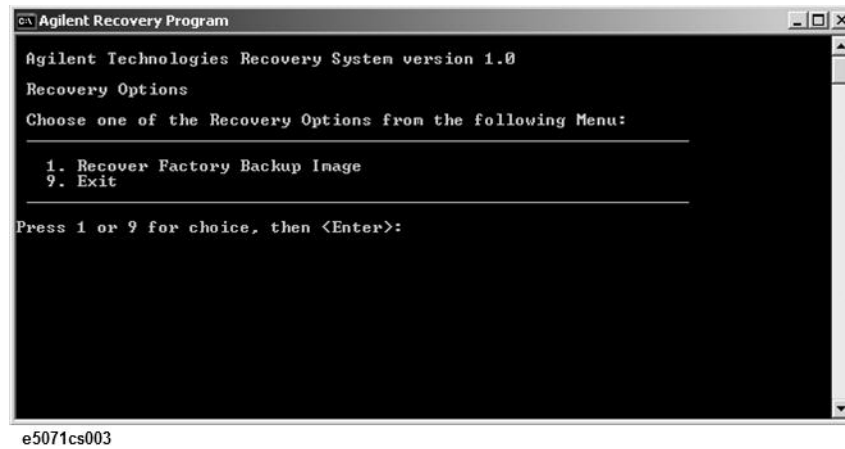 Agilent Recovery Program
Agilent Technologies Recovery System version 1.0
Recovery Options
Choose one of the Recovery Options from the following Menu:
1. Recover Factory Backup Image
9. Exit
Press 1 or 9 for choice, then <Enter>:
e5071cs003